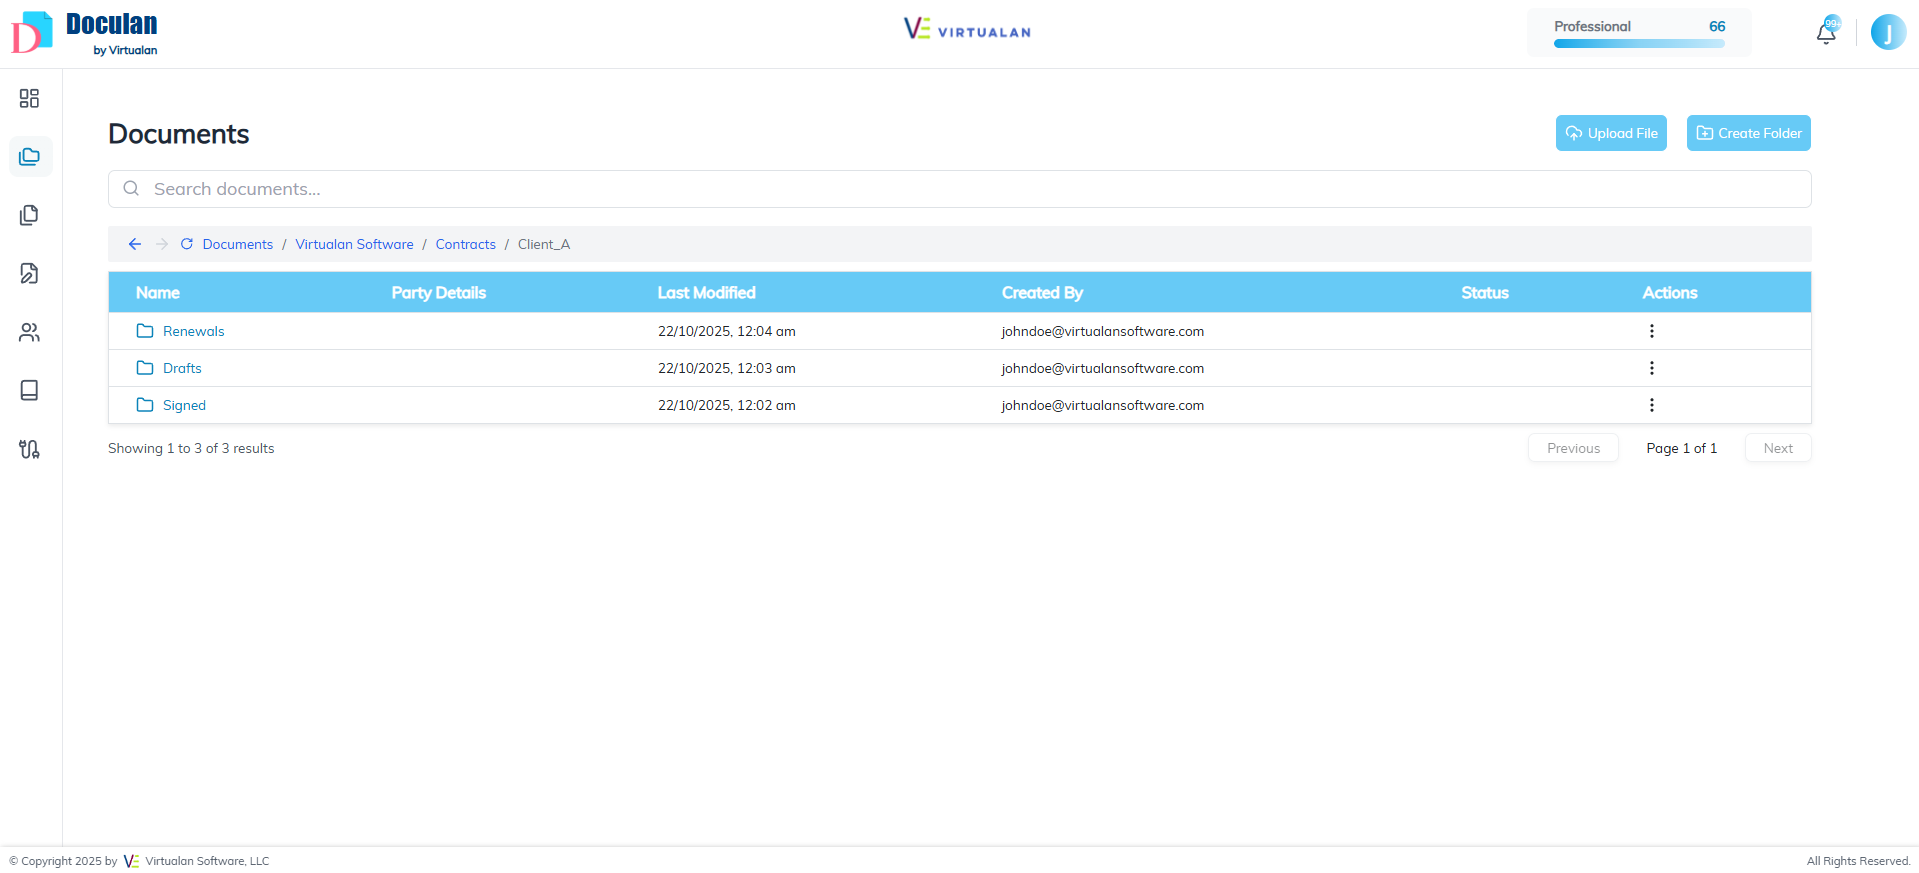 Doculan
by Virtualan
VIRTUALAN
Professional 66
99+
J
Documents
Upload File
Create Folder
Search documents...
Documents / Virtualan Software / Contracts / Client_A
Name Party Details Last Modified Created By Status Actions
Renewals 22/10/2025, 12:04 am johndoe@virtualansoftware.com
Drafts 22/10/2025, 12:03 am johndoe@virtualansoftware.com
Signed 22/10/2025, 12:02 am johndoe@virtualansoftware.com
Showing 1 to 3 of 3 results
Previous Page 1 of 1 Next
© Copyright 2025 by VE Virtualan Software, LLC
All Rights Reserved.